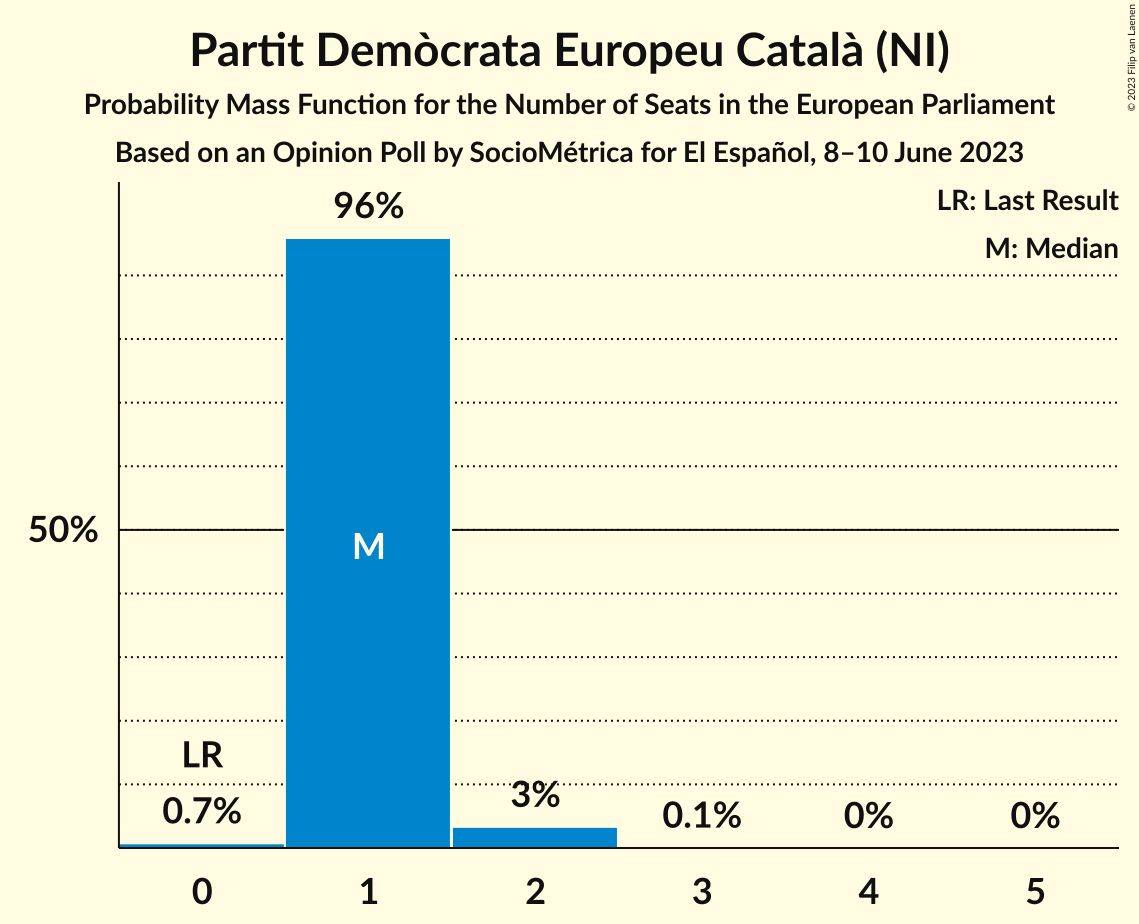 Partit Demòcrata Europeu Català (NI)
Probability Mass Function for the Number of Seats in the European Parliament
Based on an Opinion Poll by SocioMétrica for El Español, 8–10 June 2023
© 2023 Filip van Laenen
LR: Last Result
M: Median
96%
50%
M
LR
0.7%
3%
0.1%
0%
0%
0
1
2
3
4
5